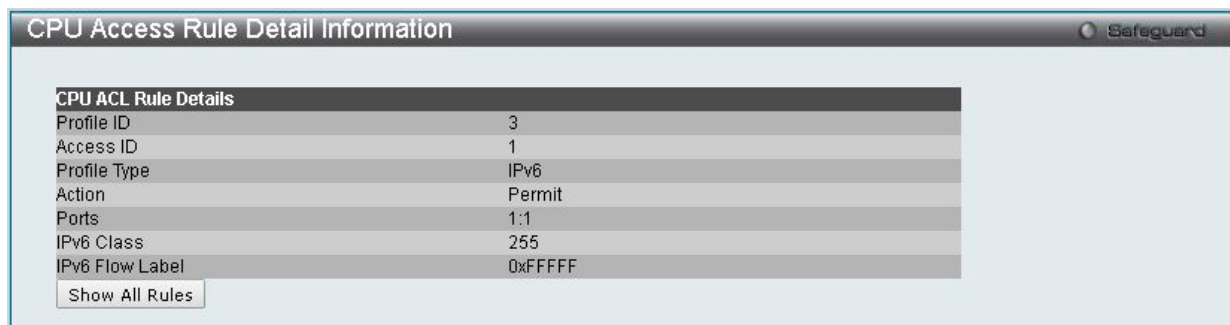 CPU Access Rule Detail Information
Safeguard
CPU ACL Rule Details
Profile ID 3
Access ID 1
Profile Type IPv6
Action Permit
Ports 1:1
IPv6 Class 255
IPv6 Flow Label 0xFFFFF
Show All Rules